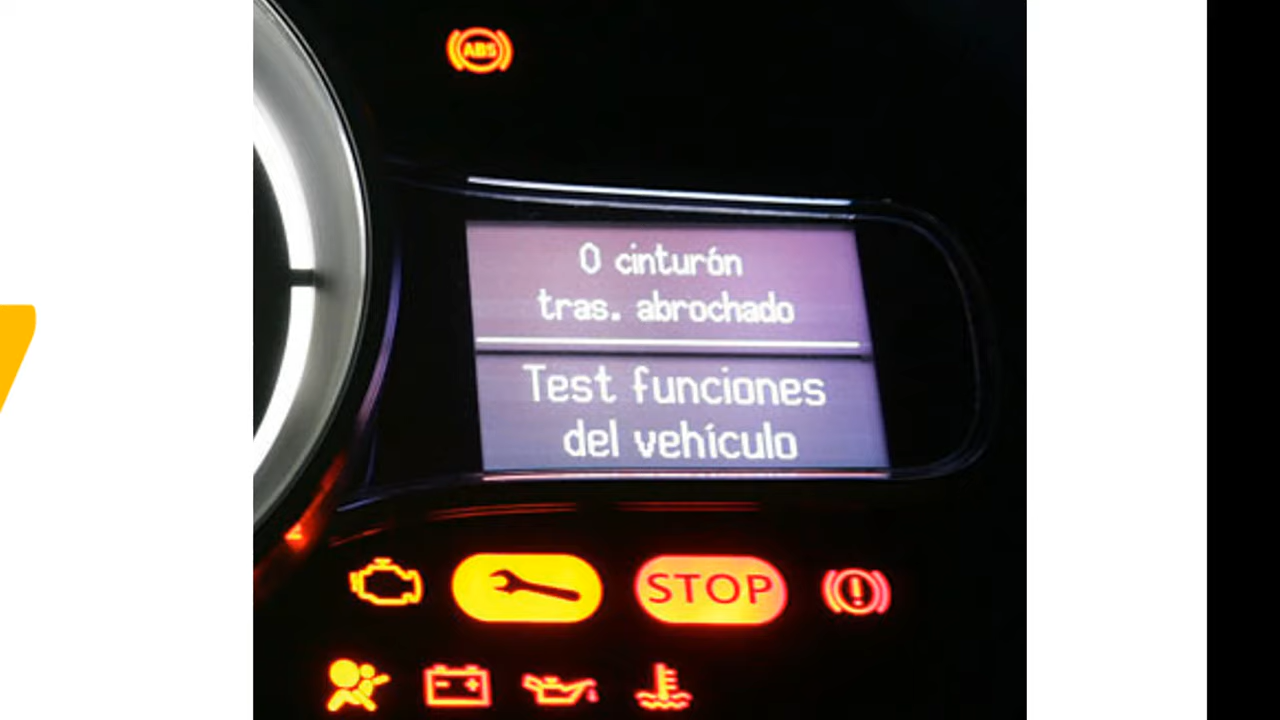 ABS
0 cinturón
tras. abrochado
Test funciones
del vehículo
STOP